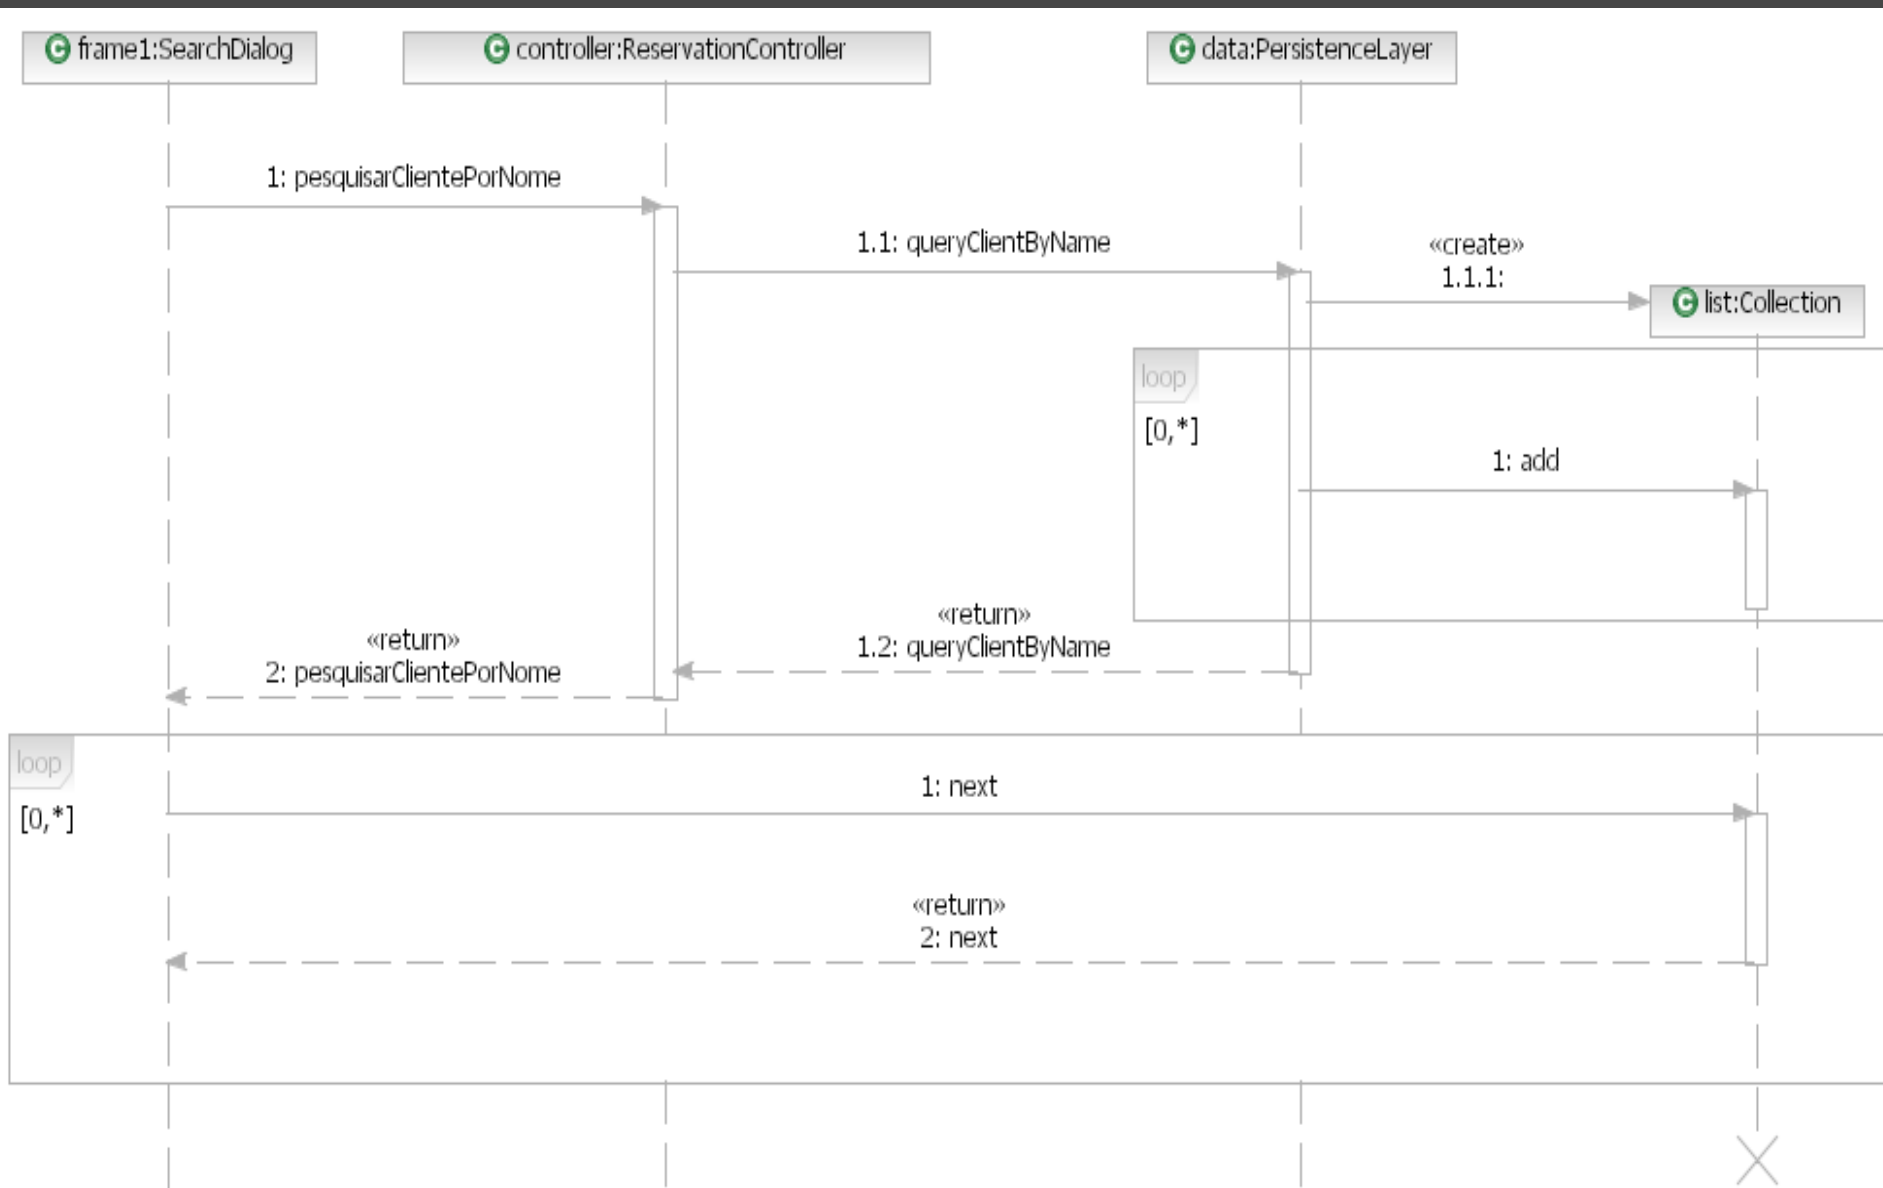 frame1:SearchDialog
controller:ReservationController
data:PersistenceLayer
1: pesquisarClientePorNome
1.1: queryClientByName
«create»
1.1.1:
list:Collection
loop
[0,*]
1: add
«return»
1.2: queryClientByName
«return»
2: pesquisarClientePorNome
loop
[0,*]
1: next
«return»
2: next